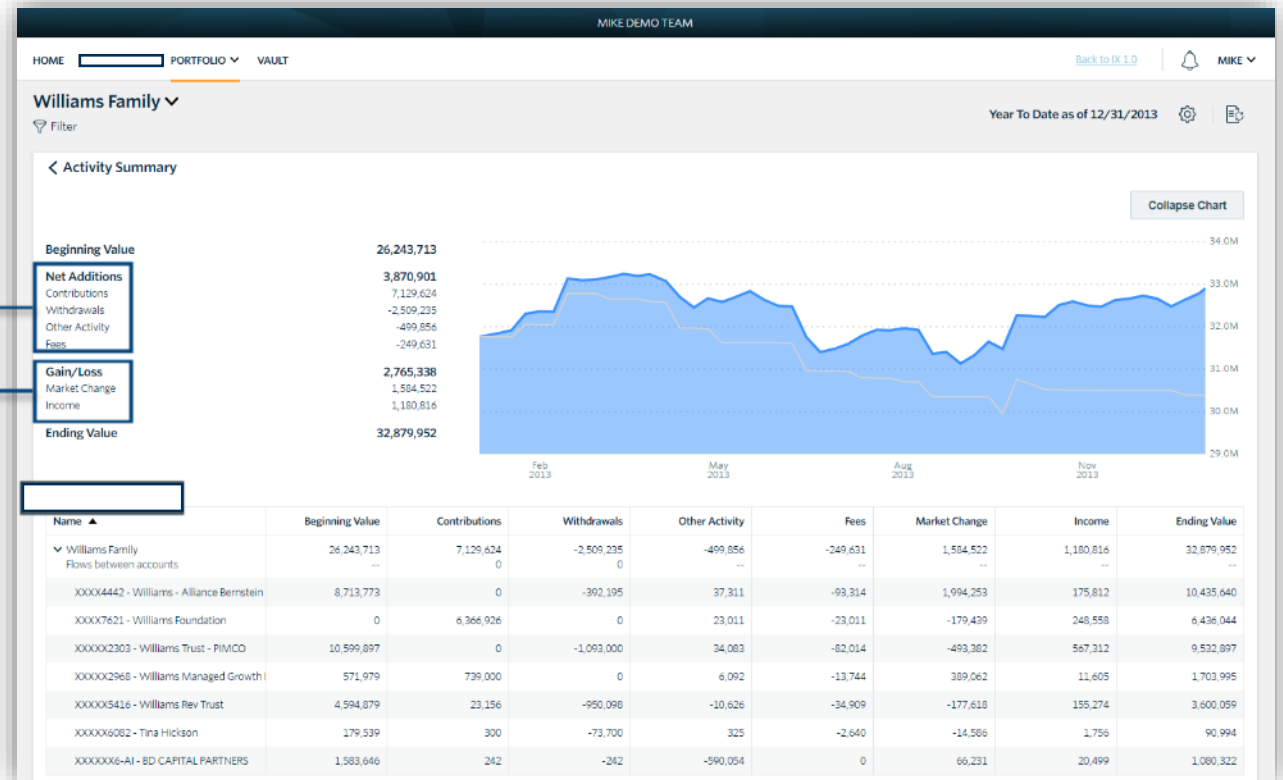 MIKE DEMO TEAM
HOME PORTFOLIO VAULT Back to IX 1.0 MIKE
Williams Family
Filter
Year To Date as of 12/31/2013
Activity Summary
Collapse Chart
Beginning Value 26,243,713
Net Additions 3,870,901
Contributions 7,129,624
Withdrawals -2,509,235
Other Activity -499,856
Fees -249,631
Gain/Loss 2,765,338
Market Change 1,584,522
Income 1,180,816
Ending Value 32,879,952
34.0M
33.0M
32.0M
31.0M
30.0M
29.0M
Feb 2013 May 2013 Aug 2013 Nov 2013
Name Beginning Value Contributions Withdrawals Other Activity Fees Market Change Income Ending Value
Williams Family 26,243,713 7,129,624 -2,509,235 -499,856 -249,631 1,584,522 1,180,816 32,879,952
Flows between accounts -- 0 0 -- -- -- -- --
XXXX4442 - Williams - Alliance Bernstein 8,713,773 0 -392,195 37,311 -93,314 1,994,253 175,812 10,435,640
XXXX7621 - Williams Foundation 0 6,366,926 0 23,011 -23,011 -179,439 248,558 6,436,044
XXXXX2303 - Williams Trust - PIMCO 10,599,897 0 -1,093,000 34,083 -82,014 -493,382 567,312 9,532,897
XXXXX2968 - Williams Managed Growth 571,979 739,000 0 6,092 -13,744 389,062 11,605 1,703,995
XXXXX5416 - Williams Rev Trust 4,594,879 23,156 -950,098 -10,626 -34,909 -177,618 155,274 3,600,059
XXXXX6082 - Tina Hickson 179,539 300 -73,700 325 -2,640 -14,586 1,756 90,994
XXXXXX6-AI - BD CAPITAL PARTNERS 1,583,646 242 -242 -590,054 0 66,231 20,499 1,080,322